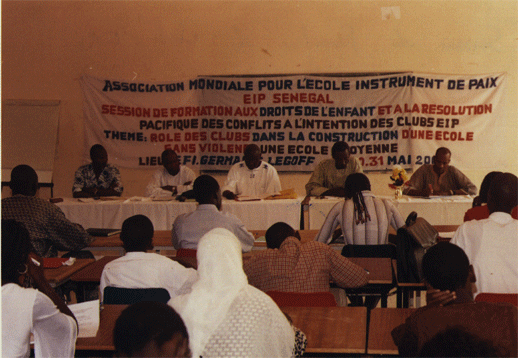 ASSOCIATION MONDIALE POUR L'ECOLE INSTRUMENT DE PAIX
EIP SENEGAL
SESSION DE FORMATION AUX DROITS DE L'ENFANT ET A LA RESOLUTION
PACIFIQUE DES CONFLITS A L'INTENTION DES CLUBS EIP
THEME: ROLE DES CLUBS DANS LA CONSTRUCTION D'UNE ECOLE
SANS VIOLENCE UNE ECOLE CITOYENNE
LIEU: F.I. GERMA LEGOFF 31 MAI